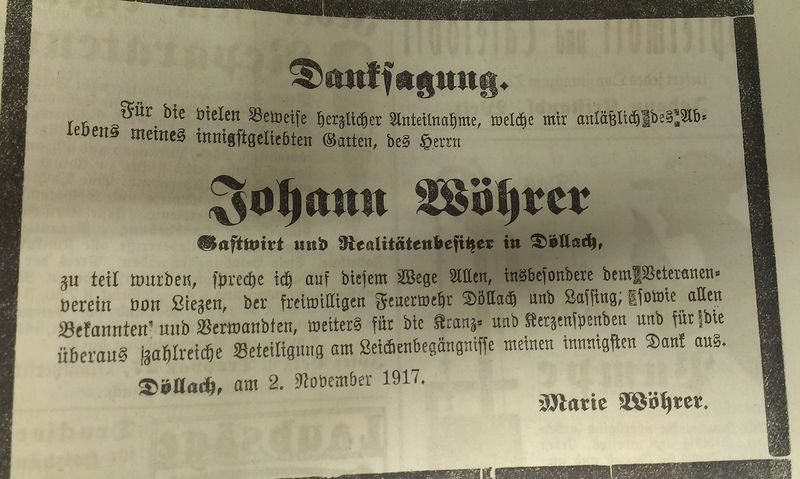 Danksagung.
Für die vielen Beweise herzlicher Anteilnahme, welche mir anläßlich des Ab-
lebens meines innigstgeliebten Gatten, des Herrn
Johann Wöhrer
Gastwirt und Realitätenbesitzer in Döllach,
zu teil wurden, spreche ich auf diesem Wege Allen, insbesondere dem Veteranen-
verein von Liezen, der freiwilligen Feuerwehr Döllach und Lassing, sowie allen
Bekannten und Verwandten, weiters für die Kranz- und Kerzenspenden und für die
überaus zahlreiche Beteiligung am Leichenbegängnisse meinen innnigsten Dank aus.
Döllach, am 2. November 1917.
Marie Wöhrer.